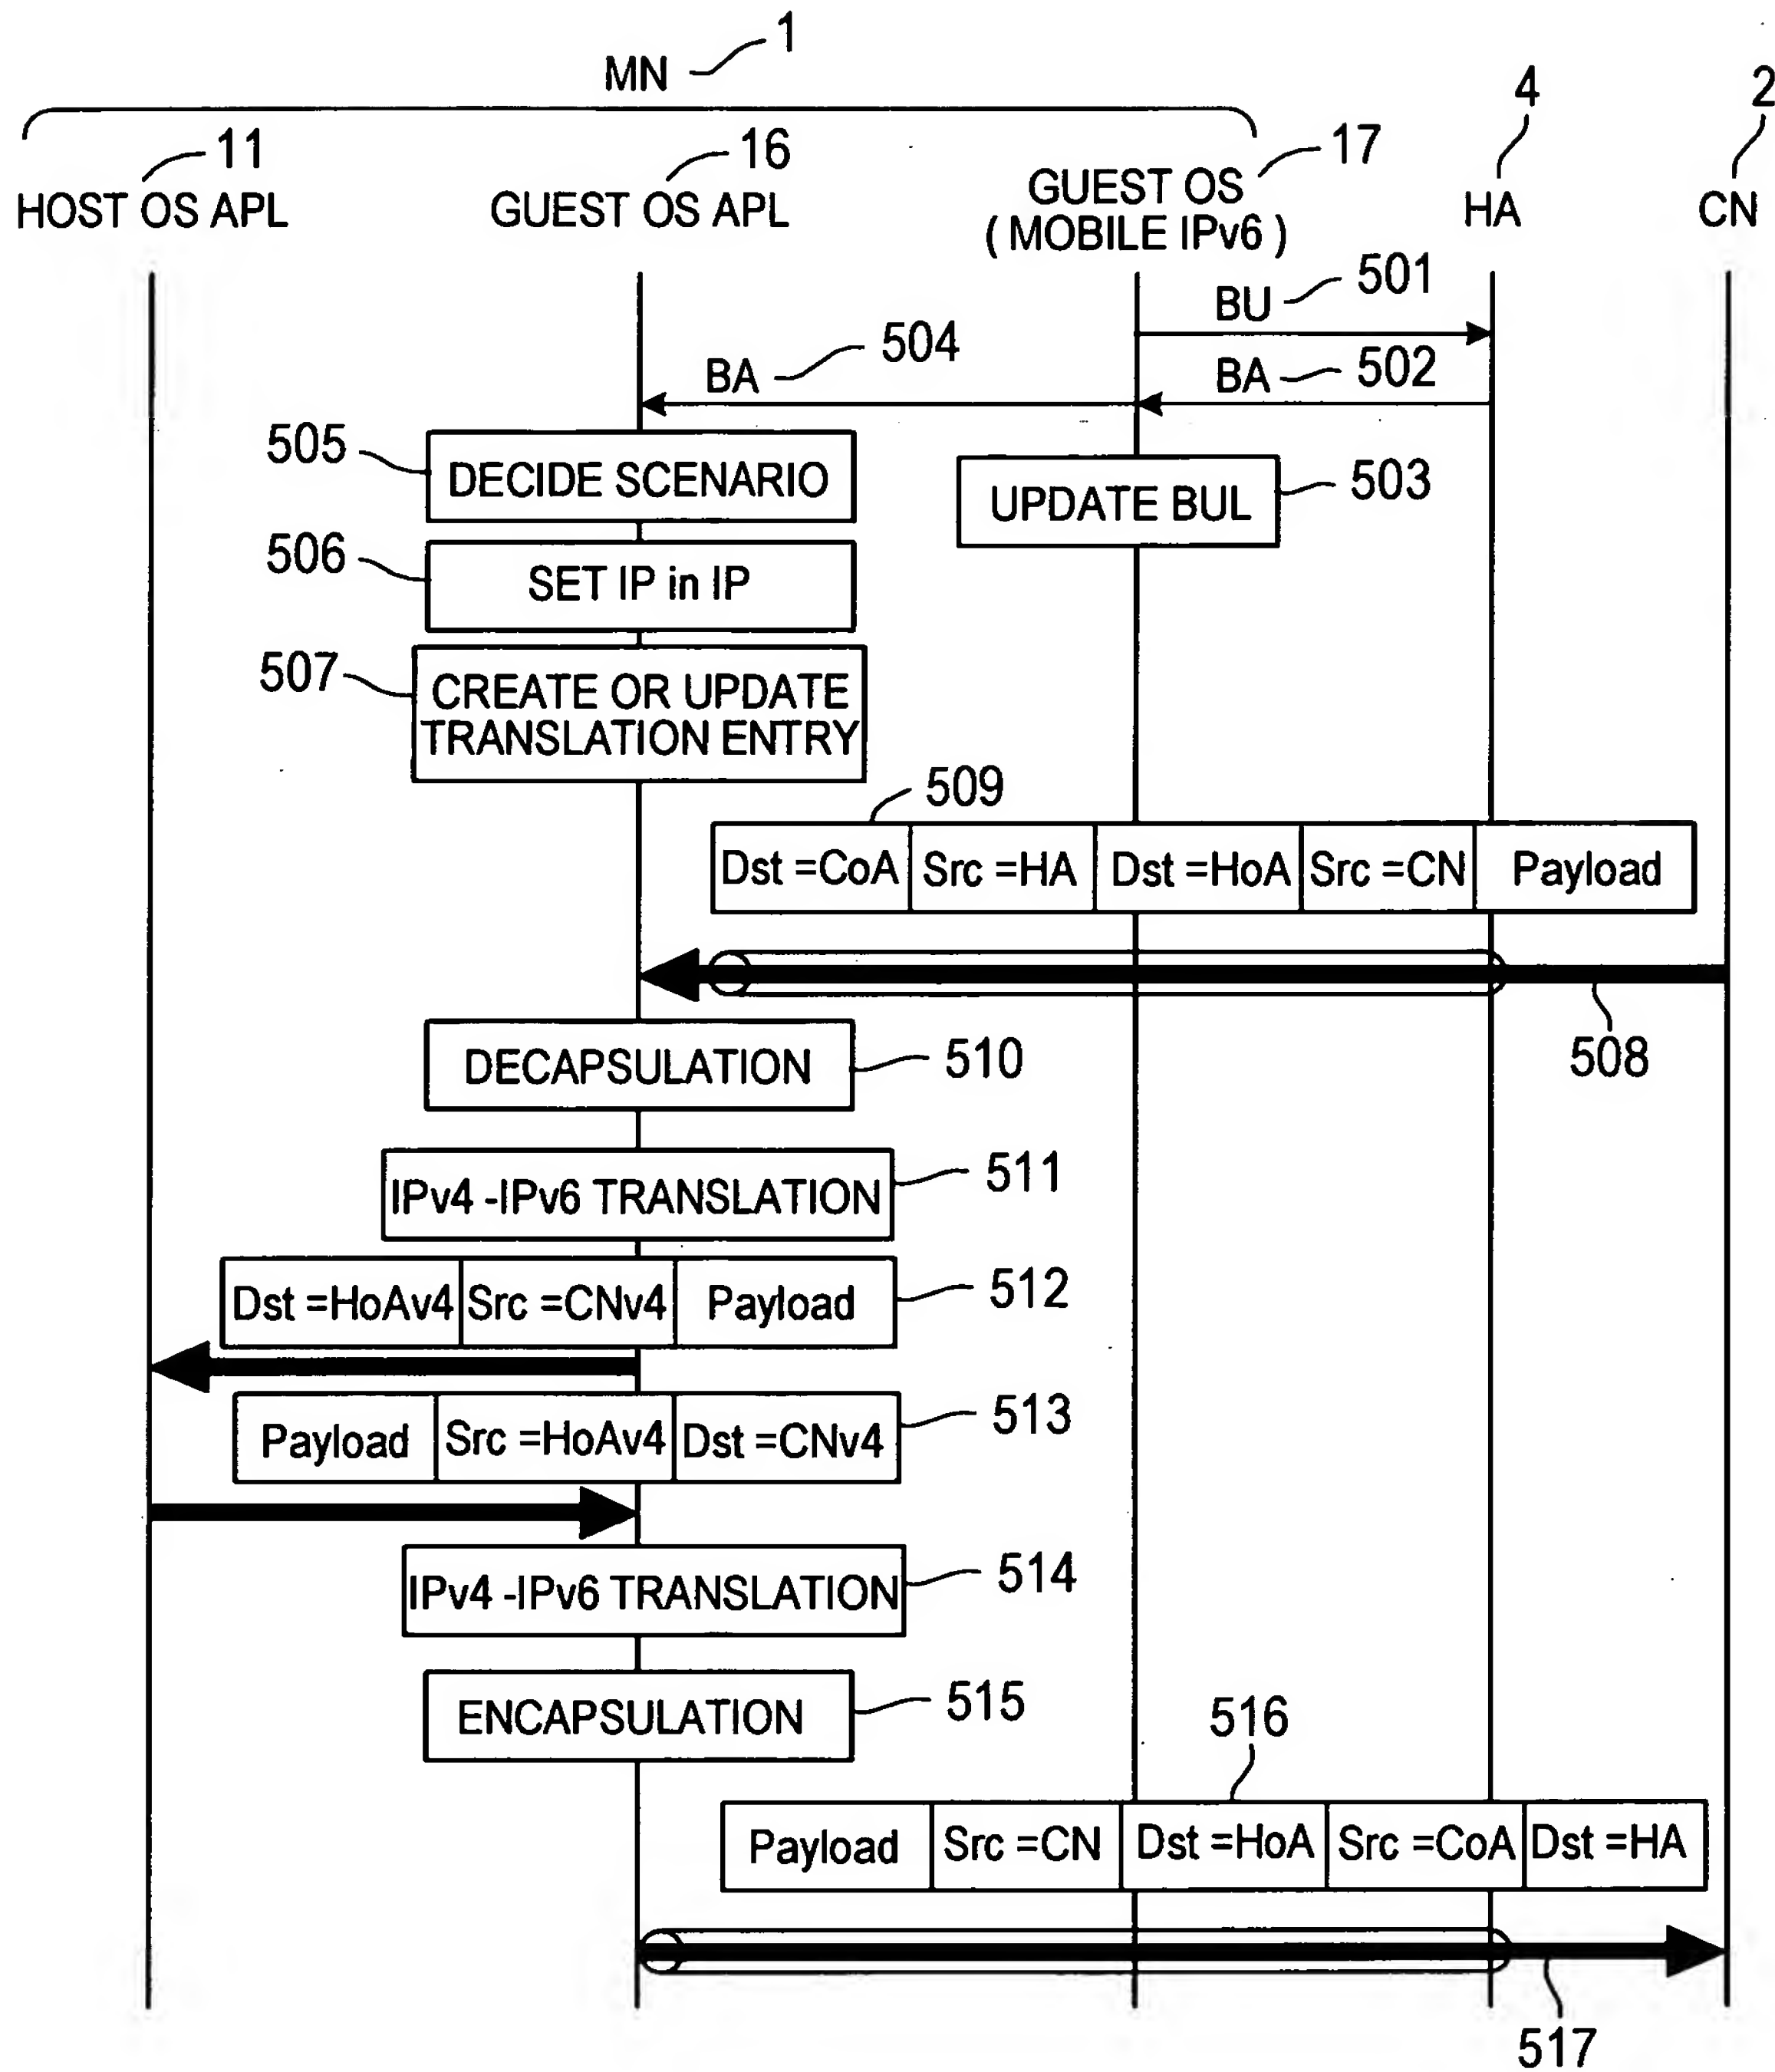 MN 1
11 16 17 4 2
HOST OS APL
GUEST OS APL
GUEST OS
( MOBILE IPv6 )
HA
CN
BU 501
BA 504
BA 502
505 DECIDE SCENARIO
UPDATE BUL 503
506 SET IP in IP
507 CREATE OR UPDATE
TRANSLATION ENTRY
509
Dst =CoA Src =HA Dst =HoA Src =CN Payload
508
DECAPSULATION 510
IPv4 -IPv6 TRANSLATION 511
Dst =HoAv4 Src =CNv4 Payload 512
Payload Src =HoAv4 Dst =CNv4 513
IPv4 -IPv6 TRANSLATION 514
ENCAPSULATION 515
516
Payload Src =CN Dst =HoA Src =CoA Dst =HA
517